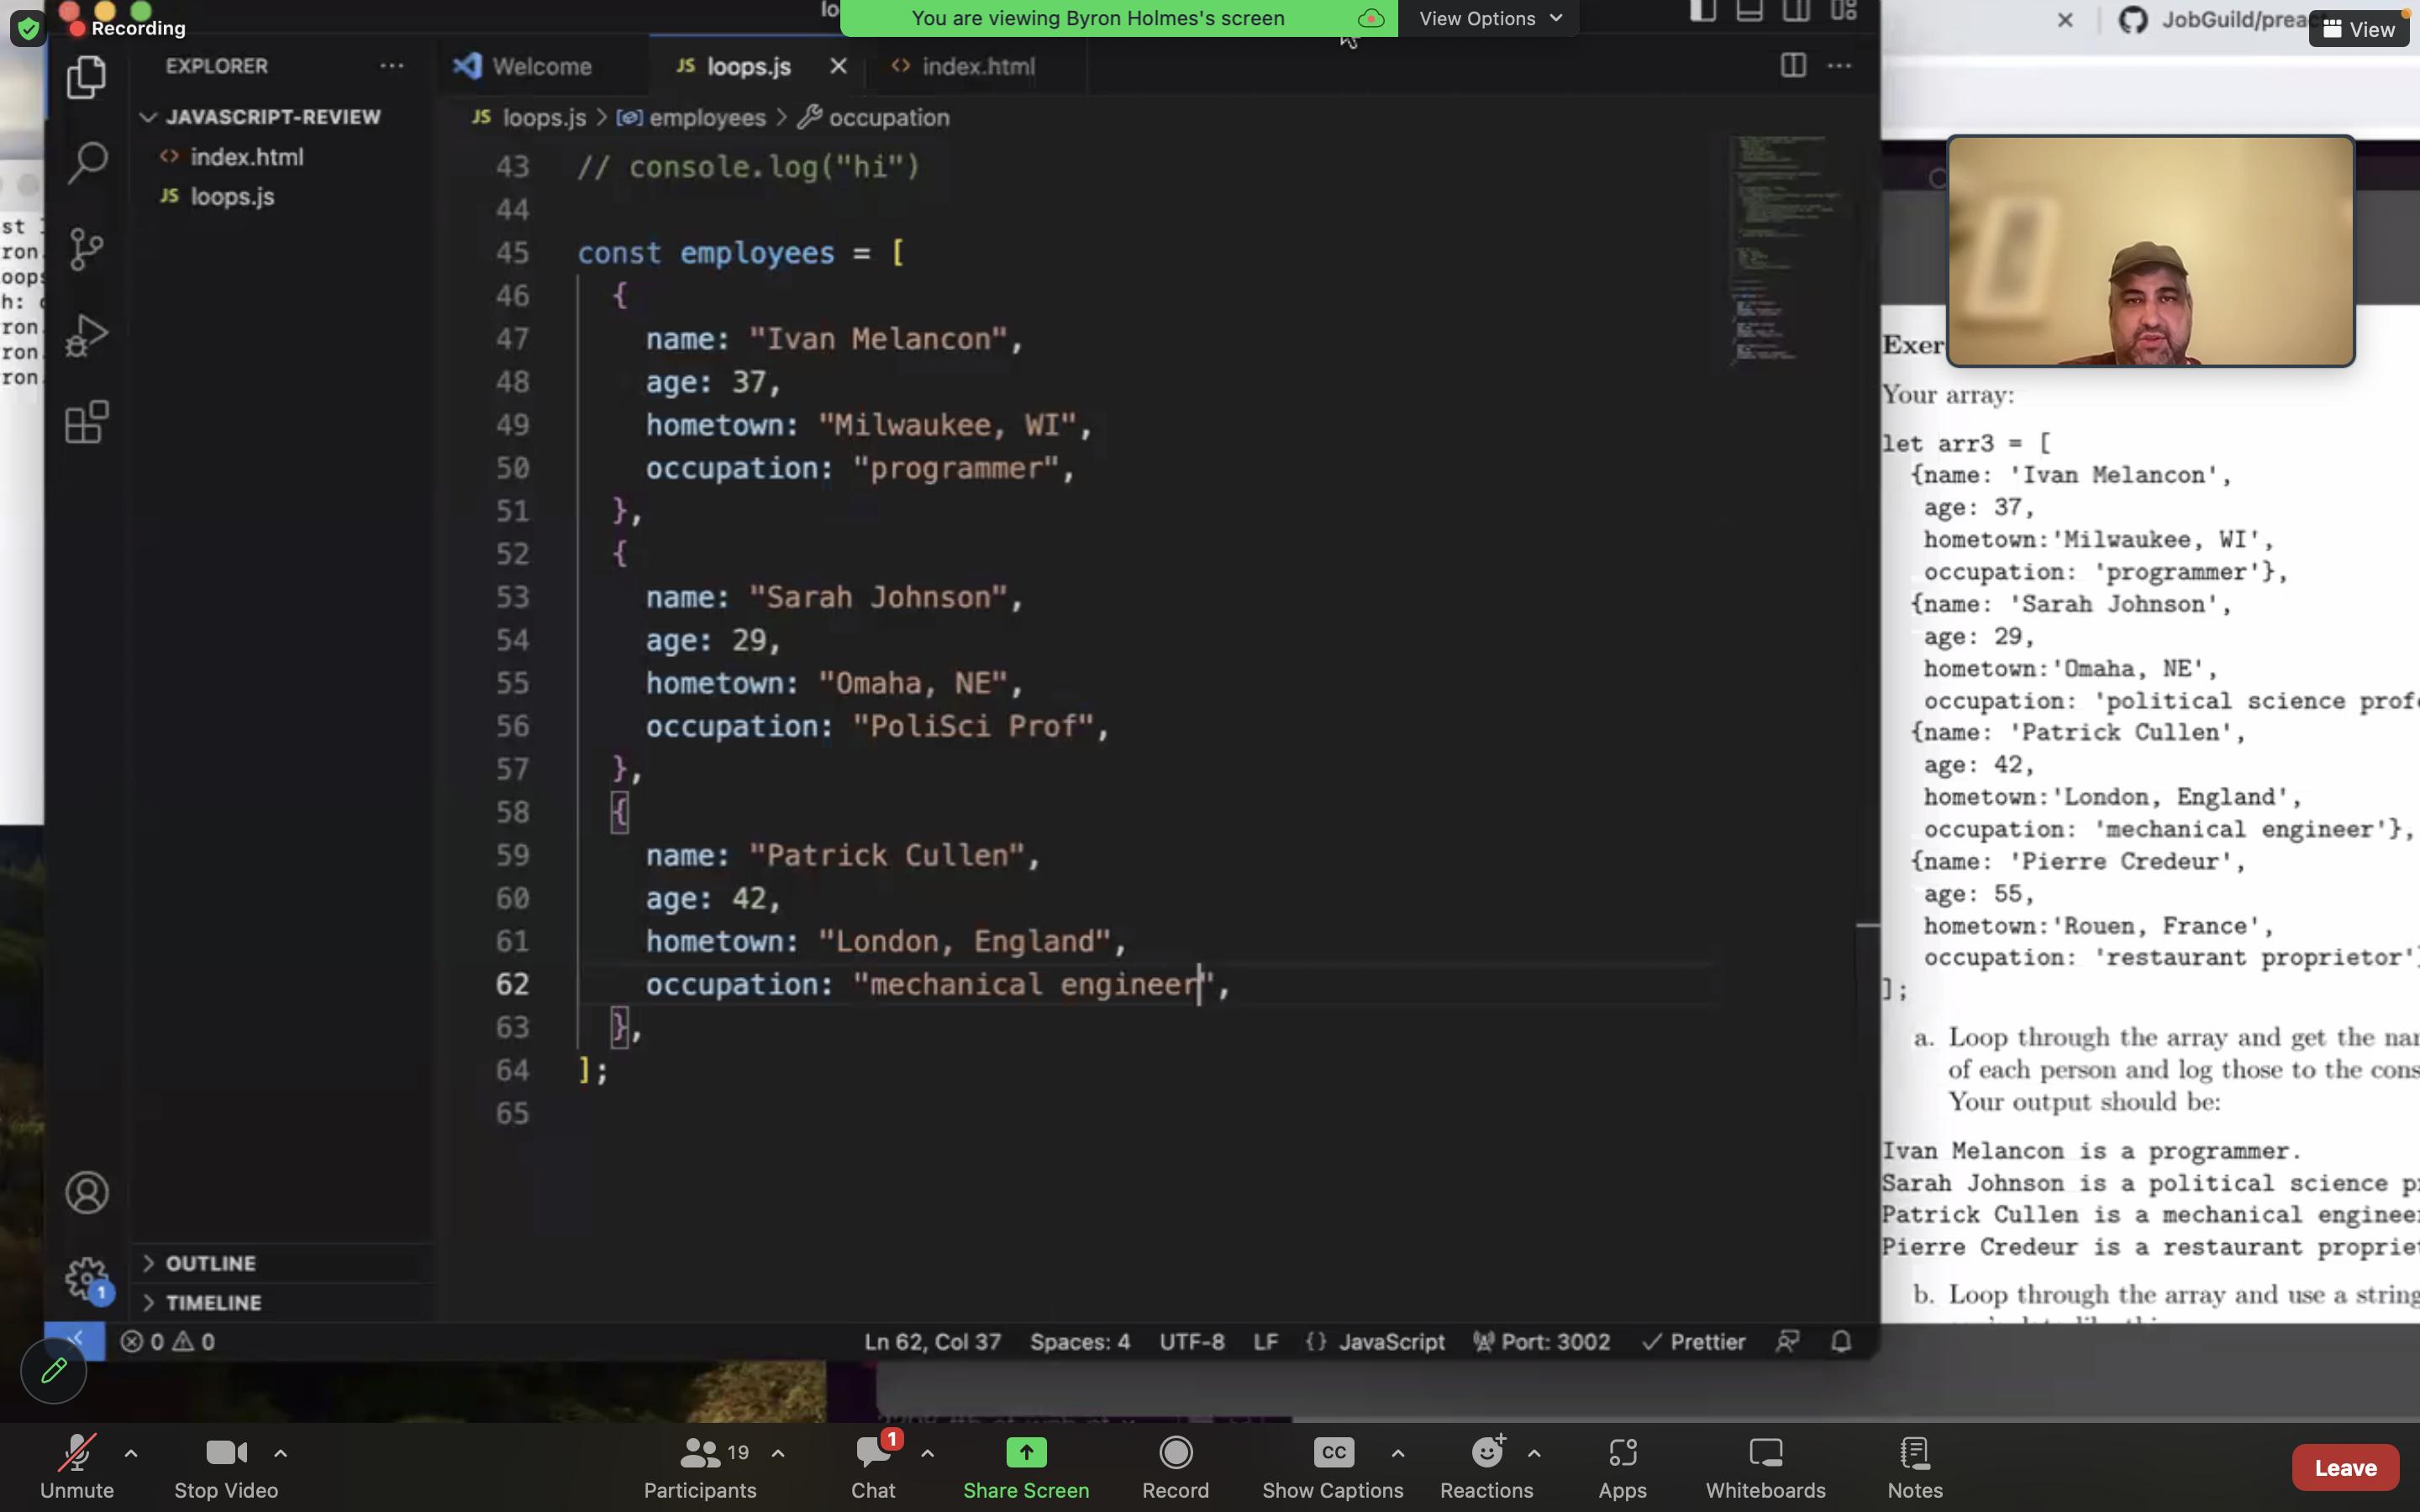 Recording
You are viewing Byron Holmes's screen
View Options
JobGuild/preac
View
EXPLORER
Welcome
JS loops.js
<> index.html
JAVASCRIPT-REVIEW
<> index.html
JS loops.js
JS loops.js > employees > occupation
43 // console.log("hi")
44
45 const employees = [
46 {
47 name: "Ivan Melancon",
48 age: 37,
49 hometown: "Milwaukee, WI",
50 occupation: "programmer",
51 },
52 {
53 name: "Sarah Johnson",
54 age: 29,
55 hometown: "Omaha, NE",
56 occupation: "PoliSci Prof",
57 },
58 {
59 name: "Patrick Cullen",
60 age: 42,
61 hometown: "London, England",
62 occupation: "mechanical engineer",
63 },
64 ];
65
st
ron.
oops
h:
ron.
ron.
ron.
Exer
Your array:
let arr3 = [
{name: 'Ivan Melancon',
age: 37,
hometown:'Milwaukee, WI',
occupation: 'programmer'},
{name: 'Sarah Johnson',
age: 29,
hometown:'Omaha, NE',
occupation: 'political science prof
{name: 'Patrick Cullen',
age: 42,
hometown:'London, England',
occupation: 'mechanical engineer'},
{name: 'Pierre Credeur',
age: 55,
hometown:'Rouen, France',
occupation: 'restaurant proprietor'
];
a. Loop through the array and get the nam
of each person and log those to the cons
Your output should be:
Ivan Melancon is a programmer.
Sarah Johnson is a political science p
Patrick Cullen is a mechanical engineer
Pierre Credeur is a restaurant propriet
b. Loop through the array and use a string
OUTLINE
TIMELINE
1
0 0
Ln 62, Col 37
Spaces: 4
UTF-8
LF
{} JavaScript
Port: 3002
Prettier
Unmute
Stop Video
Participants 19
Chat 1
Share Screen
Record
CC
Show Captions
Reactions
Apps
Whiteboards
Notes
Leave